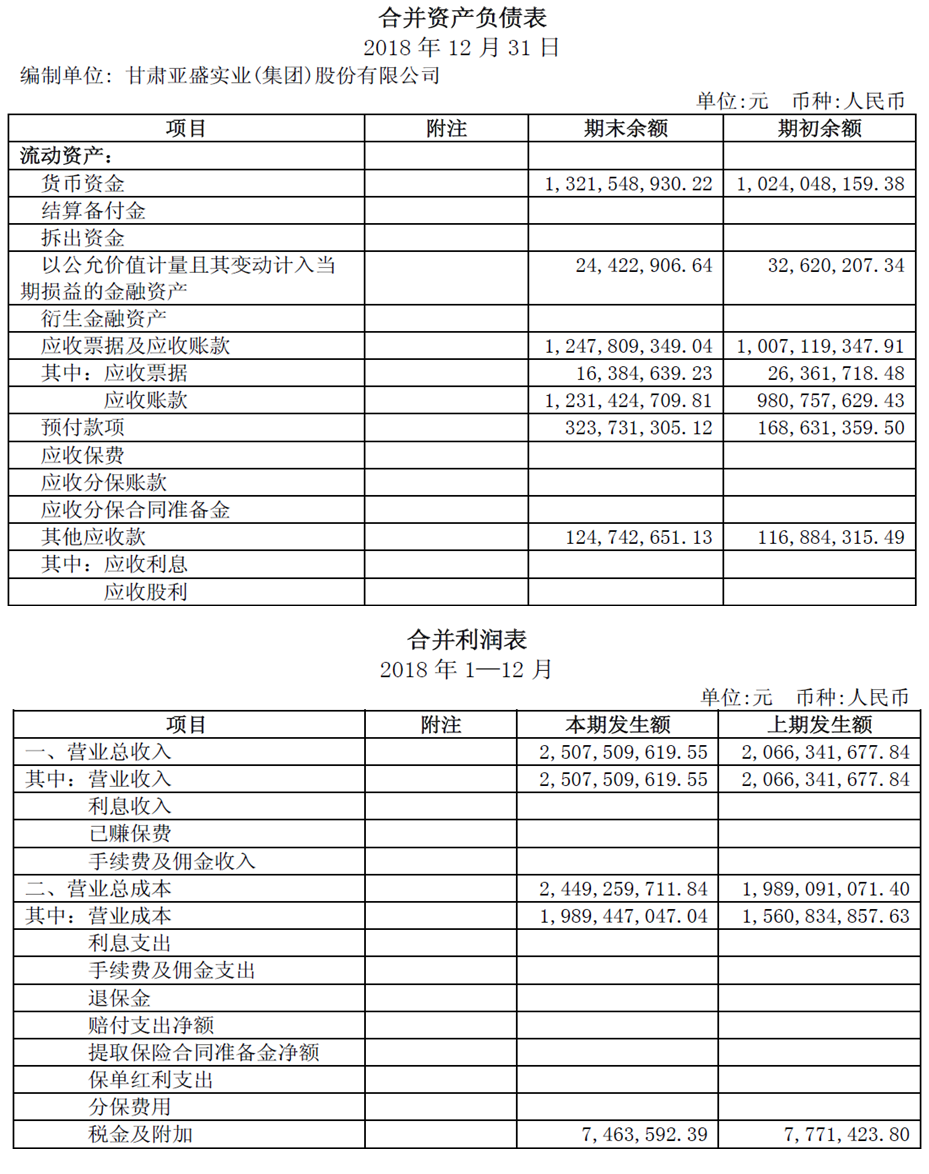 合并资产负债表
2018 年 12 月 31 日
编制单位: 甘肃亚盛实业(集团)股份有限公司
单位:元 币种:人民币
项目 附注 期末余额 期初余额
流动资产:
货币资金 1,321,548,930.22 1,024,048,159.38
结算备付金
拆出资金
以公允价值计量且其变动计入当 24,422,906.64 32,620,207.34
期损益的金融资产
衍生金融资产
应收票据及应收账款 1,247,809,349.04 1,007,119,347.91
其中: 应收票据 16,384,639.23 26,361,718.48
应收账款 1,231,424,709.81 980,757,629.43
预付款项 323,731,305.12 168,631,359.50
应收保费
应收分保账款
应收分保合同准备金
其他应收款 124,742,651.13 116,884,315.49
其中: 应收利息
应收股利
合并利润表
2018 年 1—12 月
单位:元 币种:人民币
项目 附注 本期发生额 上期发生额
一、营业总收入 2,507,509,619.55 2,066,341,677.84
其中: 营业收入 2,507,509,619.55 2,066,341,677.84
利息收入
已赚保费
手续费及佣金收入
二、营业总成本 2,449,259,711.84 1,989,091,071.40
其中: 营业成本 1,989,447,047.04 1,560,834,857.63
利息支出
手续费及佣金支出
退保金
赔付支出净额
提取保险合同准备金净额
保单红利支出
分保费用
税金及附加 7,463,592.39 7,771,423.80